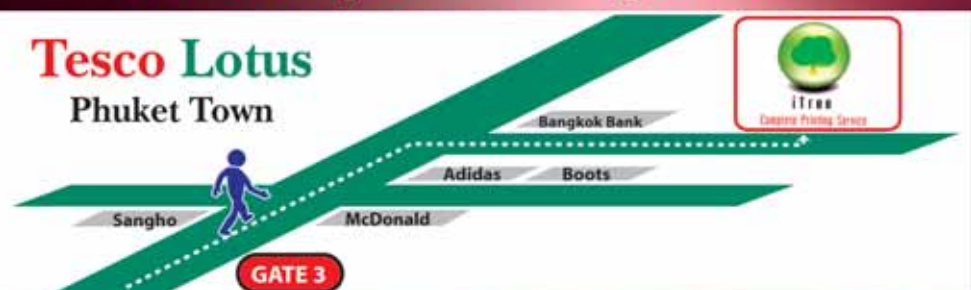 Tesco Lotus
Phuket Town
iTree
Complete Printing Service
Bangkok Bank
Adidas
Boots
Sangho
McDonald
GATE 3